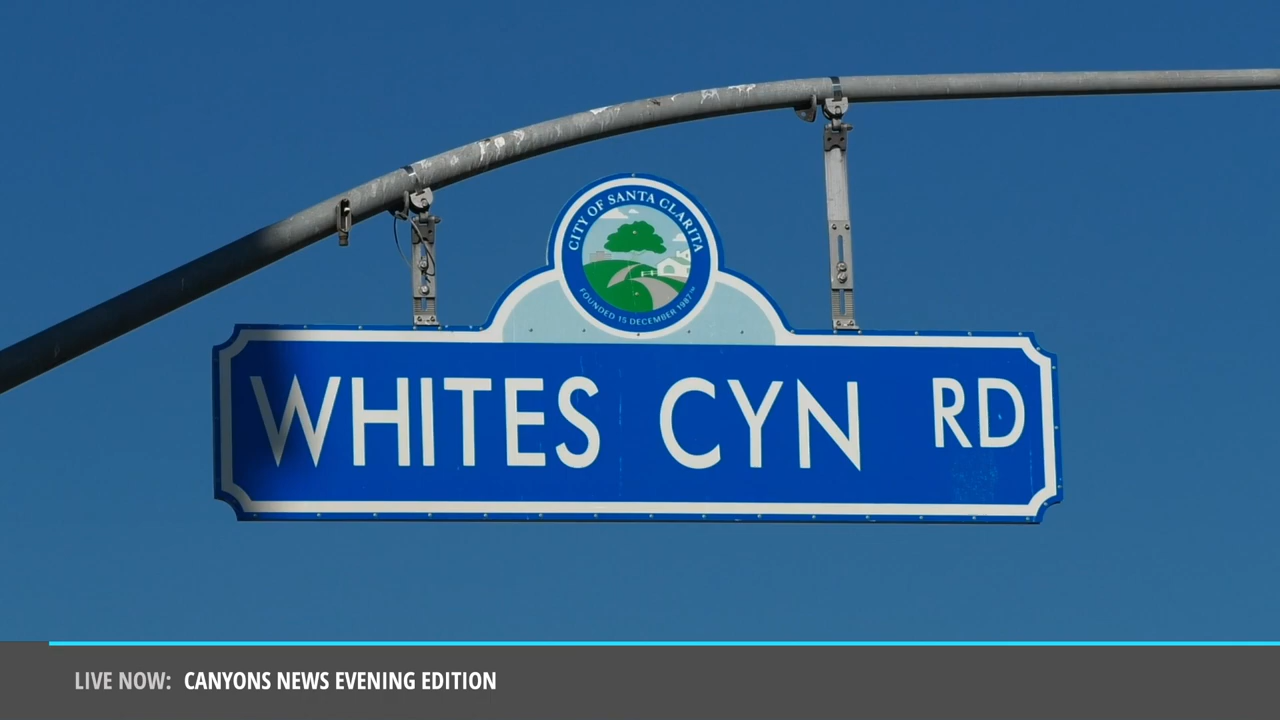 CITY OF SANTA CLARITA
FOUNDED 15 DECEMBER 1987
WHITES CYN RD
LIVE NOW: CANYONS NEWS EVENING EDITION